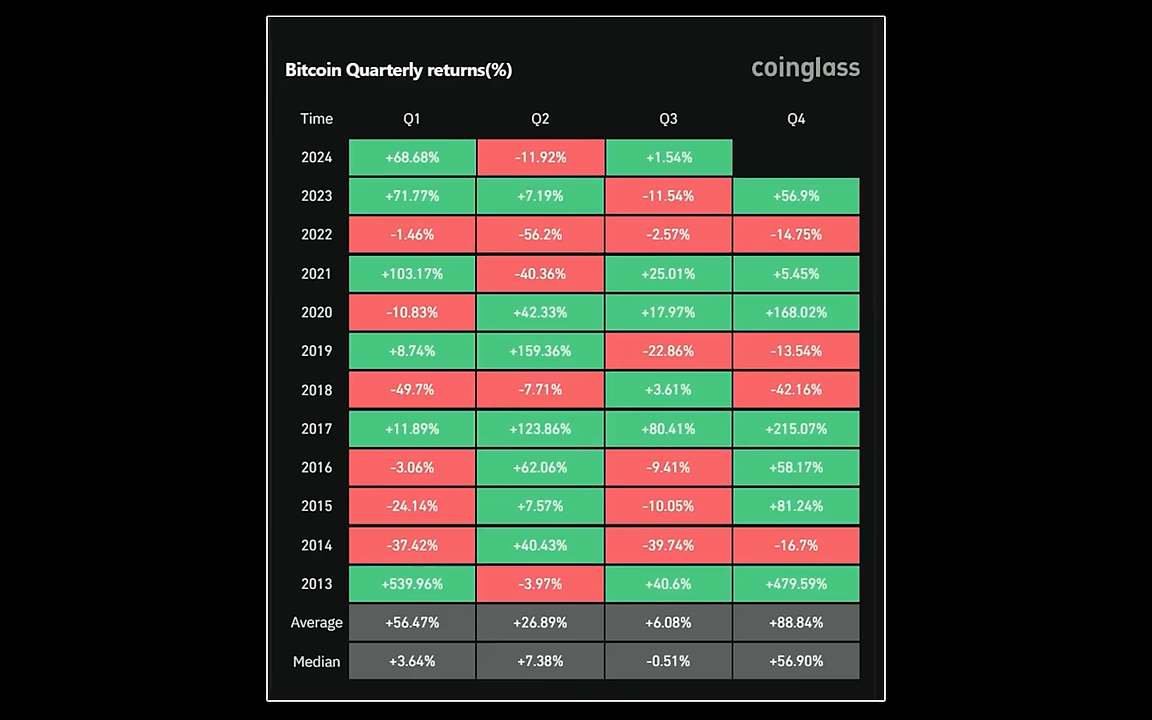 Bitcoin Quarterly returns(%) coinglass
Time Q1 Q2 Q3 Q4
2024 +68.68% -11.92% +1.54%
2023 +71.77% +7.19% -11.54% +56.9%
2022 -1.46% -56.2% -2.57% -14.75%
2021 +103.17% -40.36% +25.01% +5.45%
2020 -10.83% +42.33% +17.97% +168.02%
2019 +8.74% +159.36% -22.86% -13.54%
2018 -49.7% -7.71% +3.61% -42.16%
2017 +11.89% +123.86% +80.41% +215.07%
2016 -3.06% +62.06% -9.41% +58.17%
2015 -24.14% +7.57% -10.05% +81.24%
2014 -37.42% +40.43% -39.74% -16.7%
2013 +539.96% -3.97% +40.6% +479.59%
Average +56.47% +26.89% +6.08% +88.84%
Median +3.64% +7.38% -0.51% +56.90%